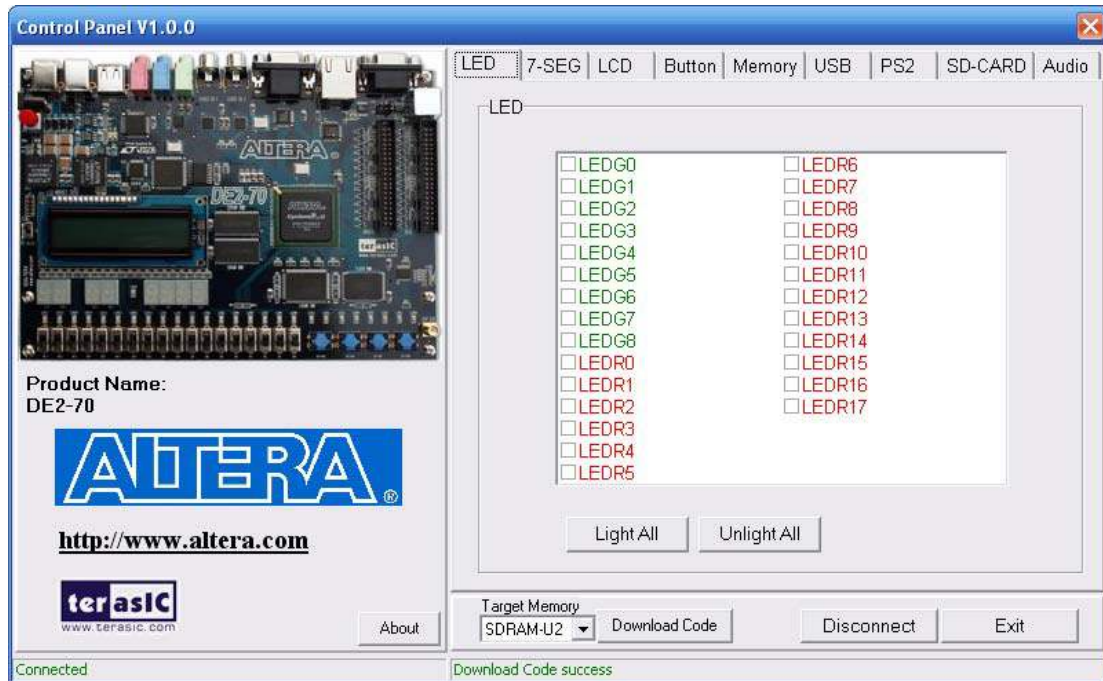 Control Panel V1.0.0
LED 7-SEG LCD Button Memory USB PS2 SD-CARD Audio
ALTERA
DE2-70
ALTERA
terasIC
LED
LEDG0
LEDG1
LEDG2
LEDG3
LEDG4
LEDG5
LEDG6
LEDG7
LEDG8
LEDR0
LEDR1
LEDR2
LEDR3
LEDR4
LEDR5
LEDR6
LEDR7
LEDR8
LEDR9
LEDR10
LEDR11
LEDR12
LEDR13
LEDR14
LEDR15
LEDR16
LEDR17
Light All Unlight All
Product Name:
DE2-70
ALTERA®
http://www.altera.com
terasIC
www.terasic.com
About
Target Memory
SDRAM-U2 Download Code Disconnect Exit
Connected
Download Code success